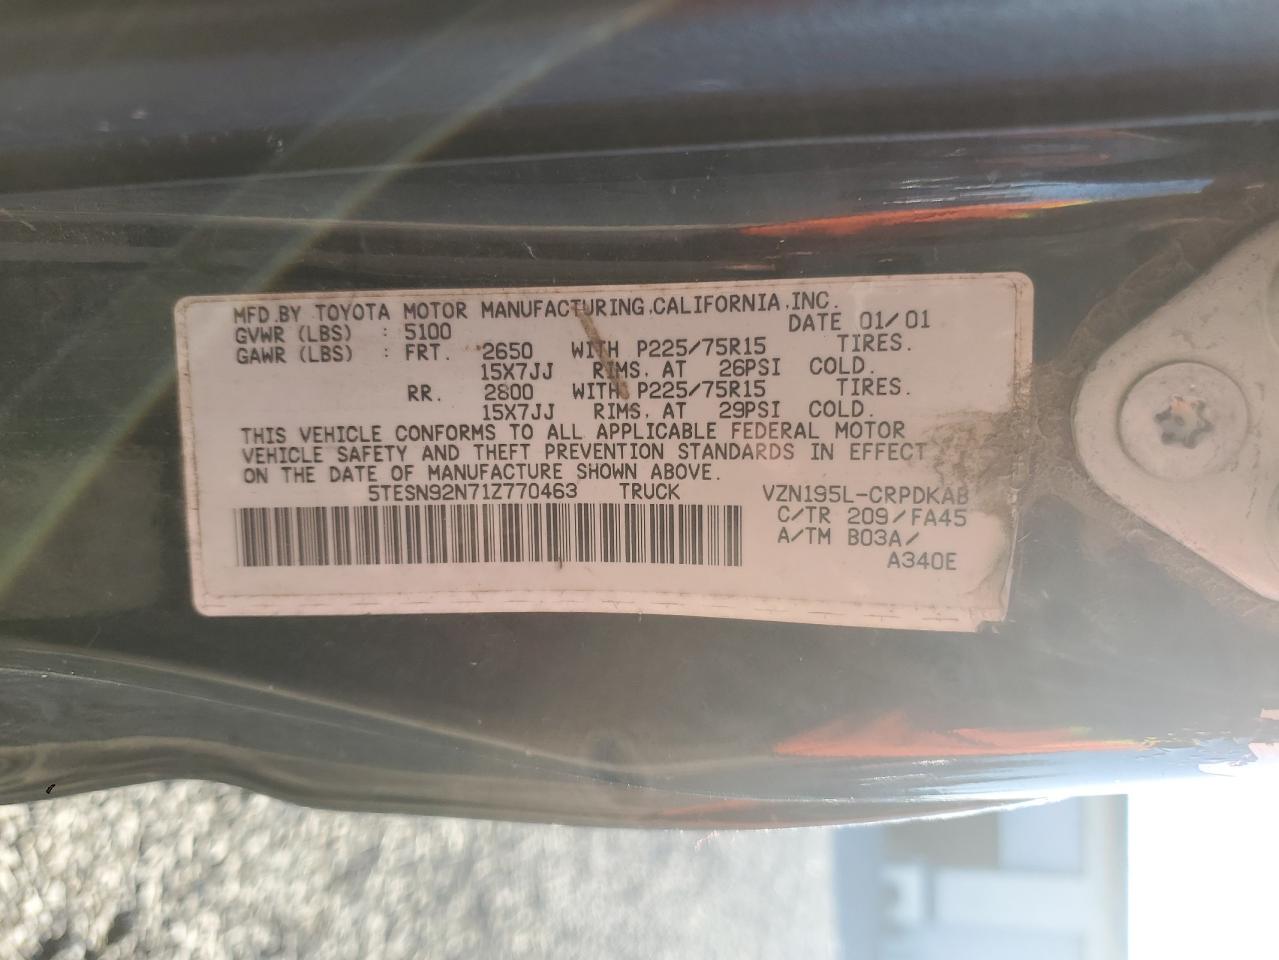 MFD.BY TOYOTA MOTOR MANUFACTURING,CALIFORNIA,INC.
GVWR (LBS) : 5100 DATE 01/01
GAWR (LBS) : FRT. 2650 WITH P225/75R15 TIRES.
15X7JJ RIMS, AT 26PSI COLD.
RR. 2800 WITH P225/75R15 TIRES.
15X7JJ RIMS, AT 29PSI COLD.
THIS VEHICLE CONFORMS TO ALL APPLICABLE FEDERAL MOTOR
VEHICLE SAFETY AND THEFT PREVENTION STANDARDS IN EFFECT
ON THE DATE OF MANUFACTURE SHOWN ABOVE.
5TESN92N71Z770463 TRUCK VZN195L-CRPDKAB
C/TR 209/FA45
A/TM B03A/
A340E